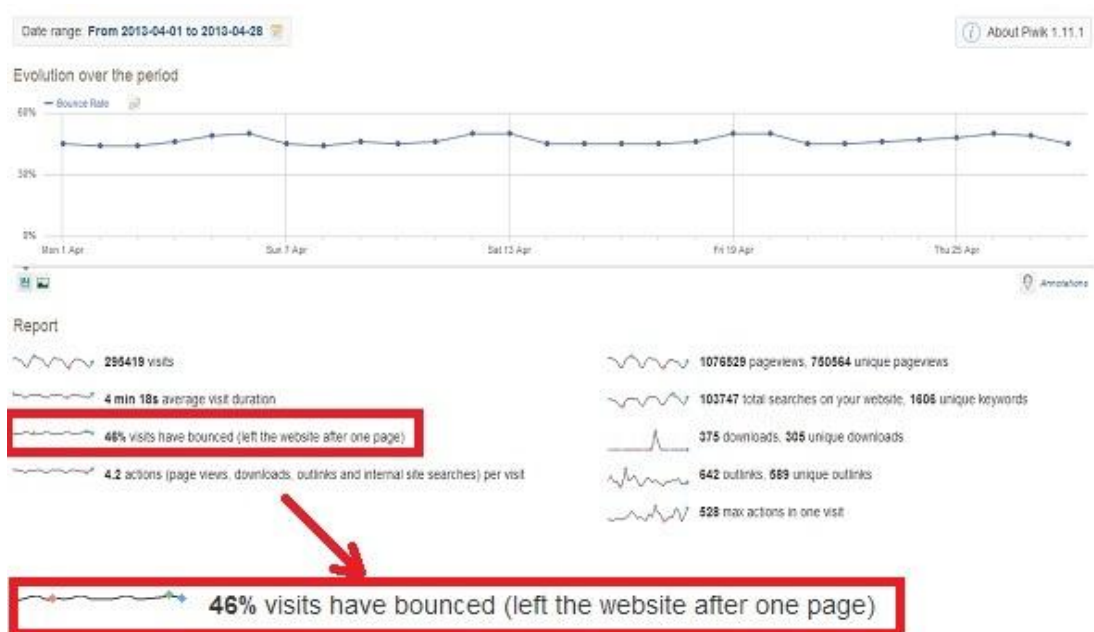 Date range: From 2013-04-01 to 2013-04-28
About Piwik 1.11.1
Evolution over the period
Bounce Rate
60%
30%
0%
Mon 1 Apr
Sun 7 Apr
Sat 13 Apr
Fri 19 Apr
Thu 25 Apr
Annotations
Report
295419 visits
4 min 18s average visit duration
46% visits have bounced (left the website after one page)
4.2 actions (page views, downloads, outlinks and internal site searches) per visit
1076529 pageviews, 750564 unique pageviews
103747 total searches on your website, 1606 unique keywords
375 downloads, 305 unique downloads
642 outlinks, 589 unique outlinks
528 max actions in one visit
46% visits have bounced (left the website after one page)